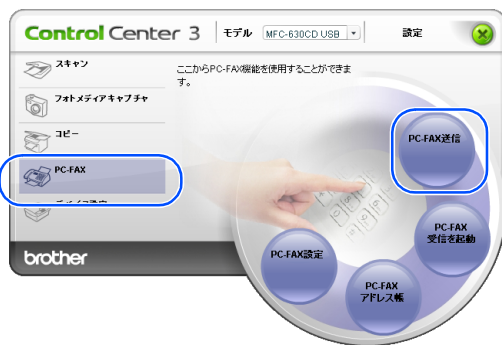 Control Center 3
モデル
MFC-630CD USB
設定
スキャン
フォトメディアキャプチャ
コピー
PC-FAX
ここからPC-FAX機能を使用することができま
す。
PC-FAX送信
PC-FAX
受信を起動
PC-FAX
アドレス帳
PC-FAX設定
brother